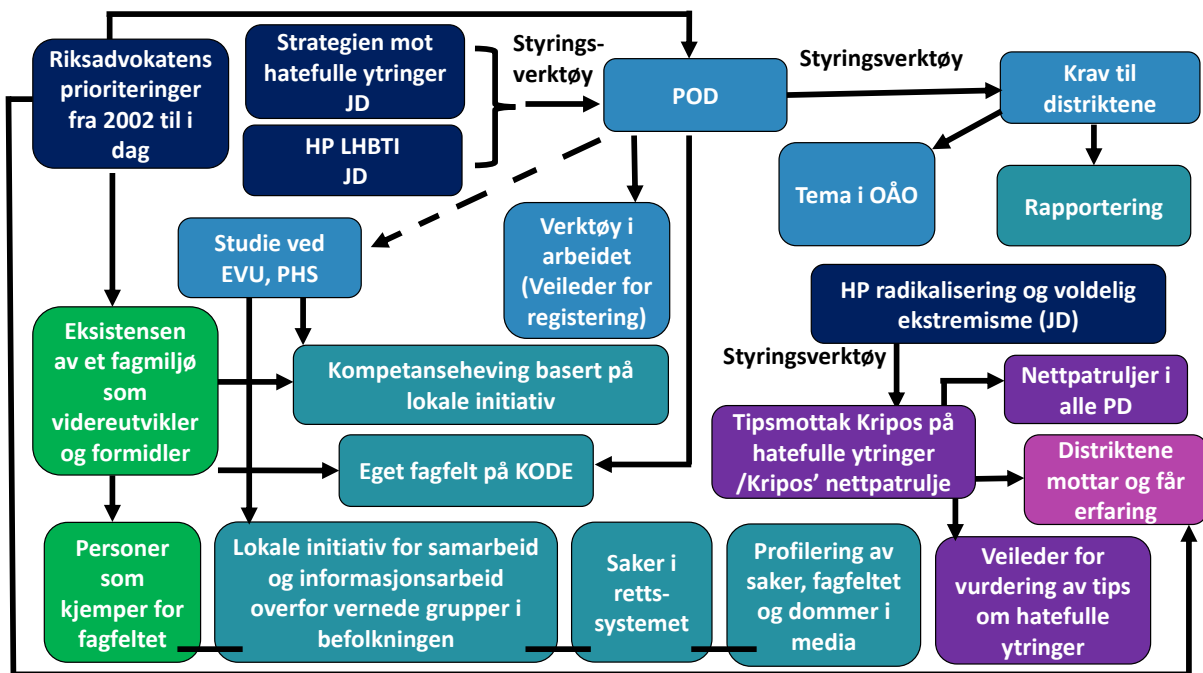 Riksadvokatens
prioriteringer
fra 2002 til i
dag
Strategien mot
hatefulle ytringer
JD
HP LHBTI
JD
Styrings-
verktøy
POD
Styringsverktøy
Krav til
distriktene
Tema i OÅO
Rapportering
Studie ved
EVU, PHS
Verktøy i
arbeidet
(Veileder for
registering)
HP radikalisering og voldelig
ekstremisme (JD)
Styringsverktøy
Eksistensen
av et fagmiljø
som
videreutvikler
og formidler
Kompetanseheving basert på
lokale initiativ
Eget fagfelt på KODE
Tipsmottak Kripos på
hatefulle ytringer
/Kripos’ nettpatrulje
Nettpatruljer i
alle PD
Distriktene
mottar og får
erfaring
Personer
som
kjemper for
fagfeltet
Lokale initiativ for samarbeid
og informasjonsarbeid
overfor vernede grupper i
befolkningen
Saker i
retts-
systemet
Profilering av
saker, fagfeltet
og dommer i
media
Veileder for
vurdering av tips
om hatefulle
ytringer